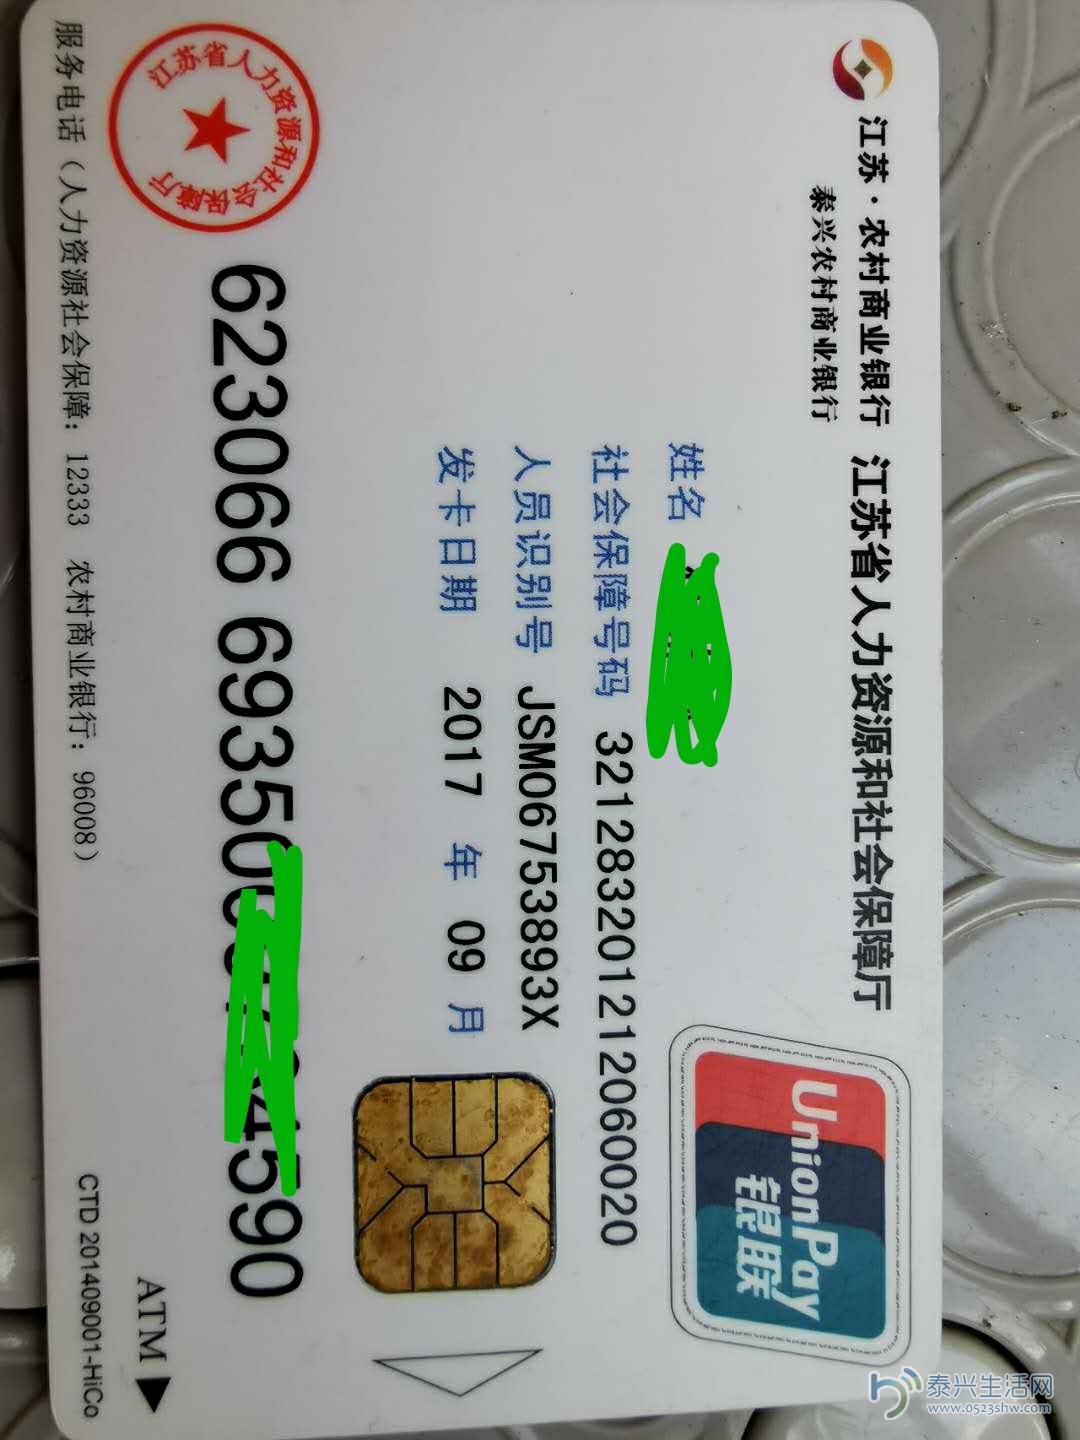 江苏·农村商业银行 江苏省人力资源和社会保障厅
泰兴农村商业银行
UnionPay
银联
姓名
社会保障号码 321283201212060020
人员识别号 JSM06753893X
发卡日期 2017 年 09 月
江苏省人力资源和社会保障厅
623066 69350 590
ATM
服务电话（人力资源社会保障：12333 农村商业银行：96008）
CTD 201409001-HiCo
泰兴生活网
www.0523shw.com